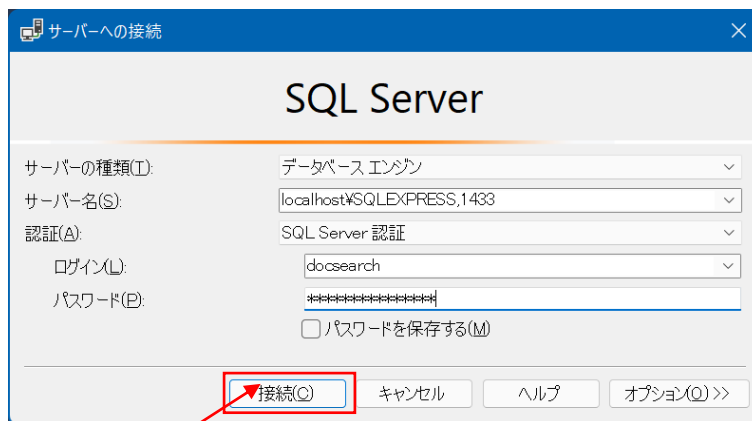 サーバーへの接続
SQL Server
サーバーの種類(T): データベース エンジン
サーバー名(S): localhost¥SQLEXPRESS,1433
認証(A): SQL Server 認証
ログイン(L): docsearch
パスワード(P): ***************
パスワードを保存する(M)
接続(C) キャンセル ヘルプ オプション(O) >>